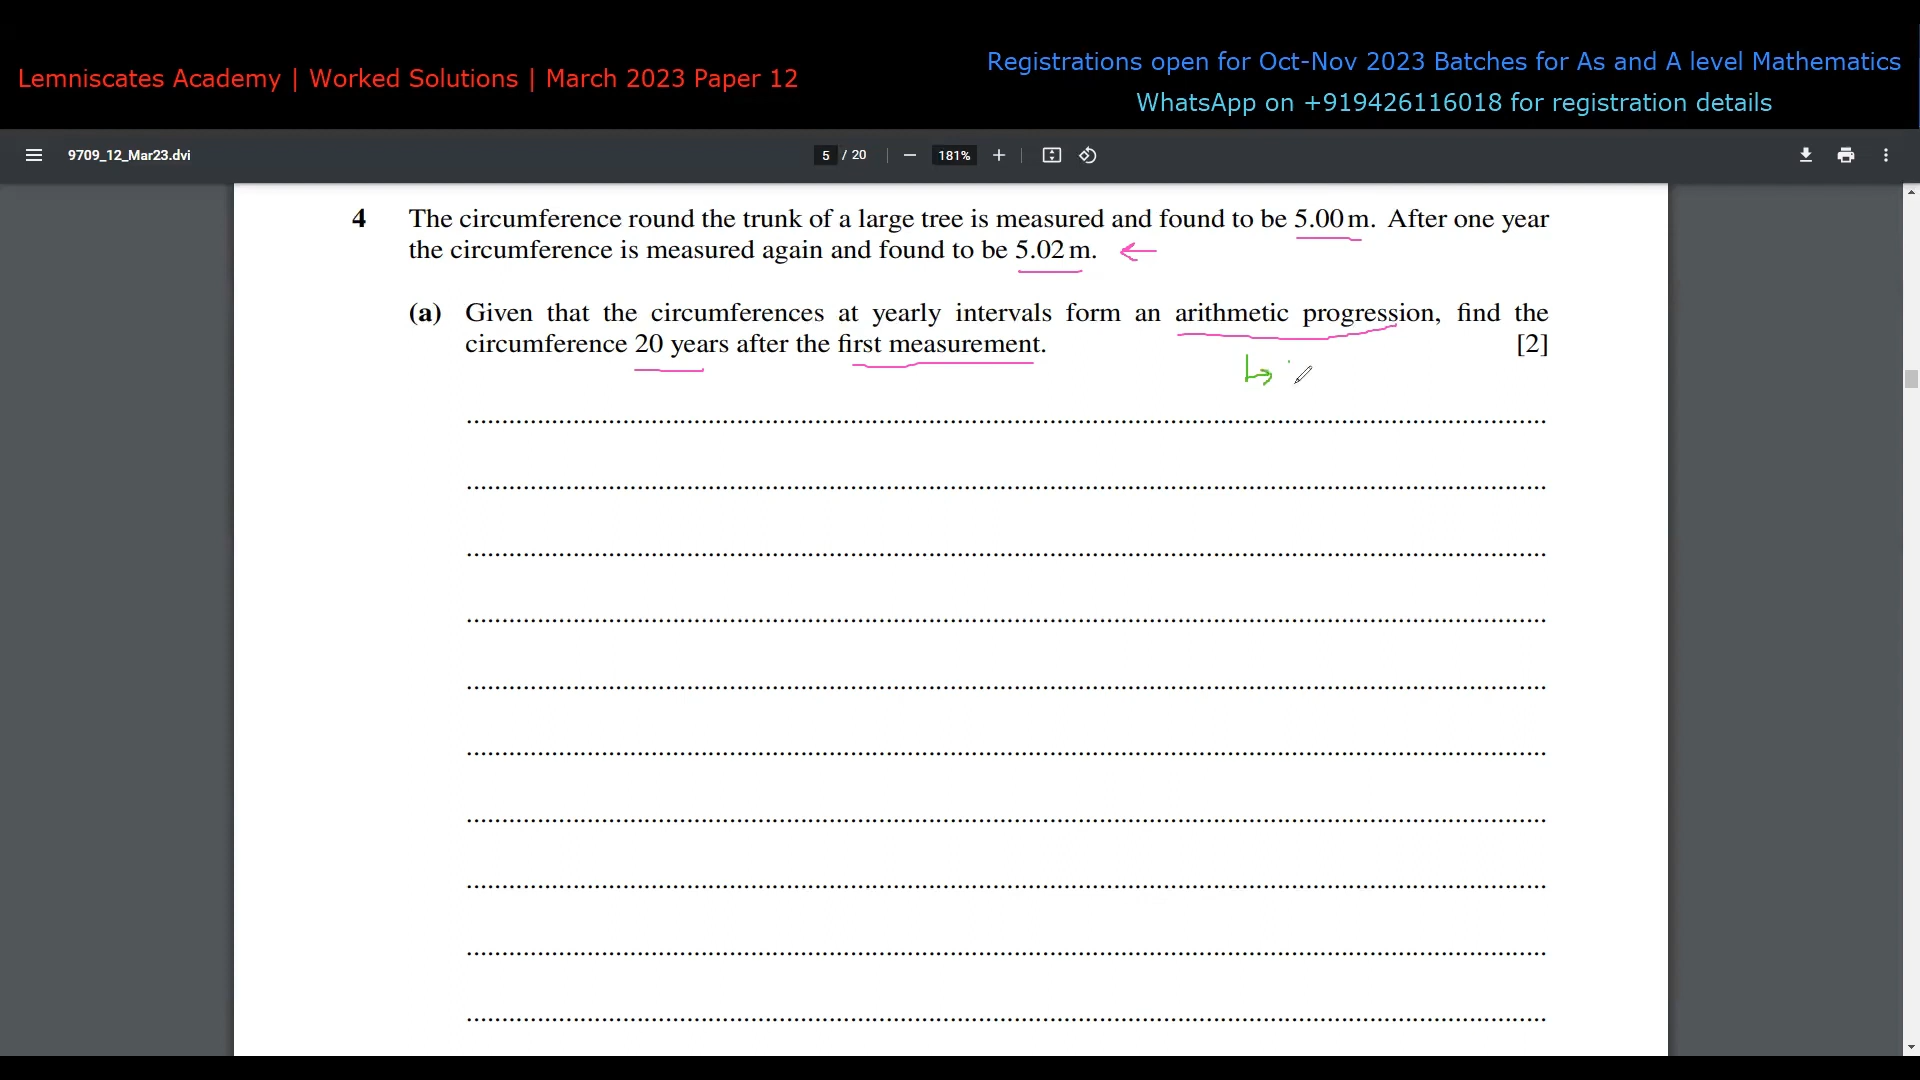 Lemniscates Academy | Worked Solutions | March 2023 Paper 12
Registrations open for Oct-Nov 2023 Batches for As and A level Mathematics
WhatsApp on +919426116018 for registration details
9709_12_Mar23.dvi
5 / 20
181%
4 The circumference round the trunk of a large tree is measured and found to be 5.00 m. After one year
the circumference is measured again and found to be 5.02 m.
(a) Given that the circumferences at yearly intervals form an arithmetic progression, find the
circumference 20 years after the first measurement. [2]